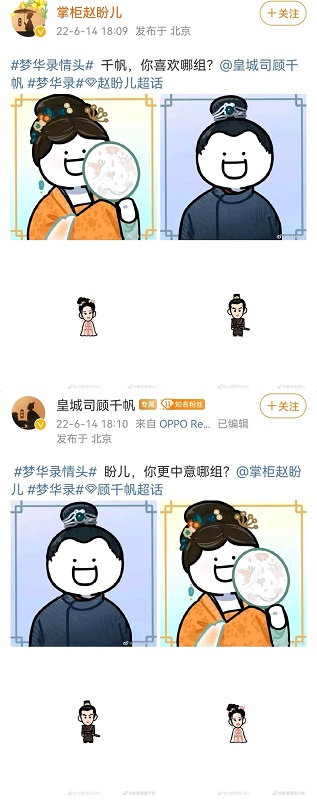 掌柜赵盼儿
+关注
22-6-14 18:09 发布于 北京
#梦华录情头# 千帆，你喜欢哪组？@皇城司顾千
帆 #梦华录#赵盼儿超话
皇城司顾千帆 专属 知名粉丝
+关注
22-6-14 18:10 来自 OPPO Re... 已编辑
发布于 北京
#梦华录情头# 盼儿，你更中意哪组？@掌柜赵盼
儿 #梦华录#顾千帆超话